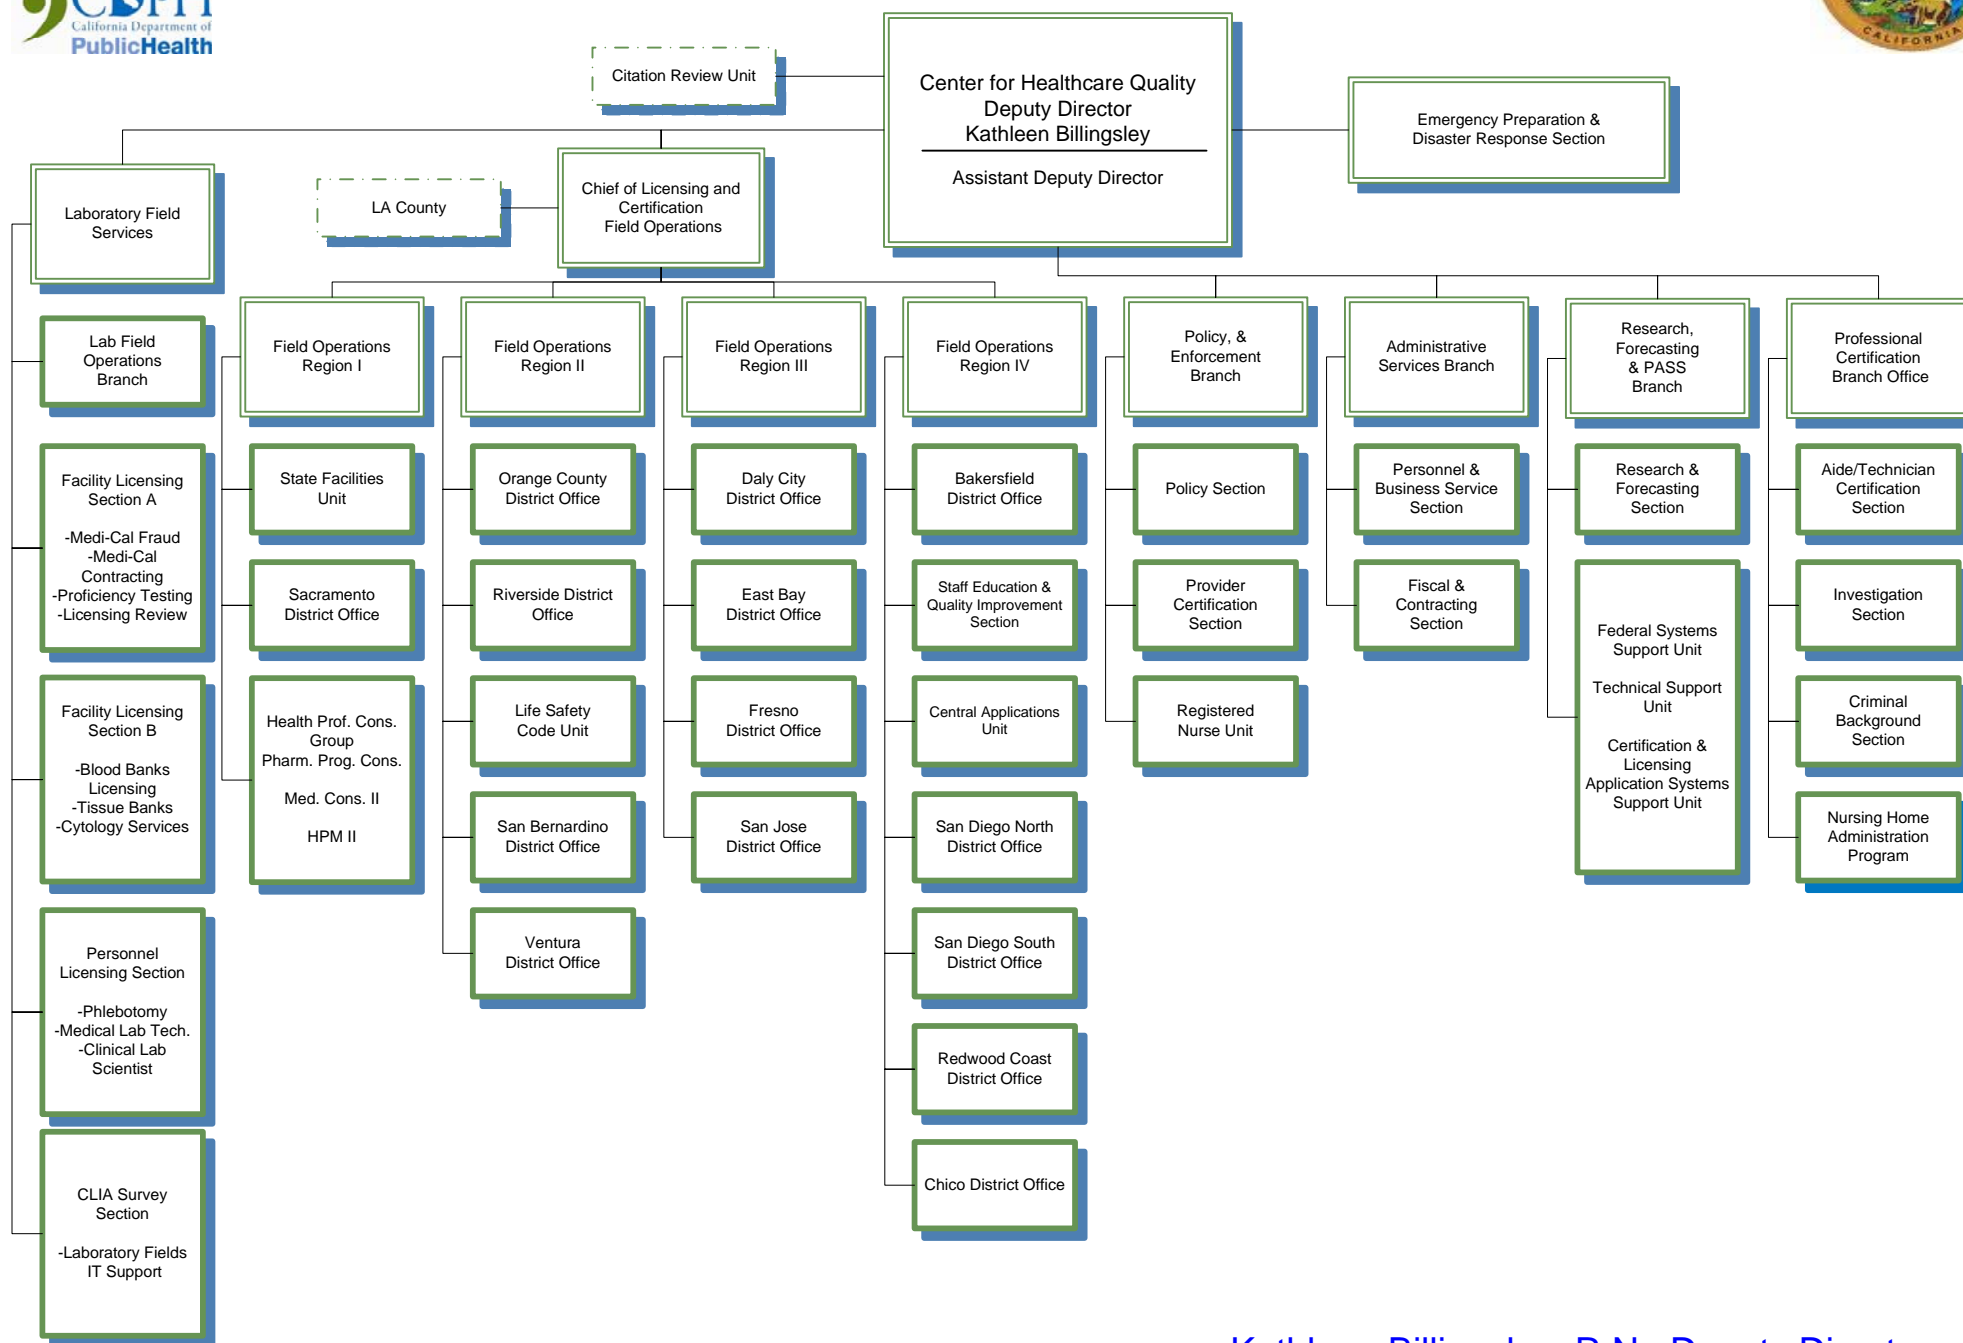 California Department of
PublicHealth
CALIFORNIA
Citation Review Unit
Center for Healthcare Quality
Deputy Director
Kathleen Billingsley
Assistant Deputy Director
Emergency Preparation &
Disaster Response Section
Laboratory Field
Services
LA County
Chief of Licensing and
Certification
Field Operations
Lab Field
Operations
Branch
Facility Licensing
Section A
-Medi-Cal Fraud
-Medi-Cal
Contracting
-Proficiency Testing
-Licensing Review
Facility Licensing
Section B
-Blood Banks
Licensing
-Tissue Banks
-Cytology Services
Personnel
Licensing Section
-Phlebotomy
-Medical Lab Tech.
-Clinical Lab
Scientist
CLIA Survey
Section
-Laboratory Fields
IT Support
Field Operations
Region I
State Facilities
Unit
Sacramento
District Office
Health Prof. Cons.
Group
Pharm. Prog. Cons.
Med. Cons. II
HPM II
Field Operations
Region II
Orange County
District Office
Riverside District
Office
Life Safety
Code Unit
San Bernardino
District Office
Ventura
District Office
Field Operations
Region III
Daly City
District Office
East Bay
District Office
Fresno
District Office
San Jose
District Office
Field Operations
Region IV
Bakersfield
District Office
Staff Education &
Quality Improvement
Section
Central Applications
Unit
San Diego North
District Office
San Diego South
District Office
Redwood Coast
District Office
Chico District Office
Policy, &
Enforcement
Branch
Policy Section
Provider
Certification
Section
Registered
Nurse Unit
Administrative
Services Branch
Personnel &
Business Service
Section
Fiscal &
Contracting
Section
Research,
Forecasting
& PASS
Branch
Research &
Forecasting
Section
Federal Systems
Support Unit
Technical Support
Unit
Certification &
Licensing
Application Systems
Support Unit
Professional
Certification
Branch Office
Aide/Technician
Certification
Section
Investigation
Section
Criminal
Background
Section
Nursing Home
Administration
Program